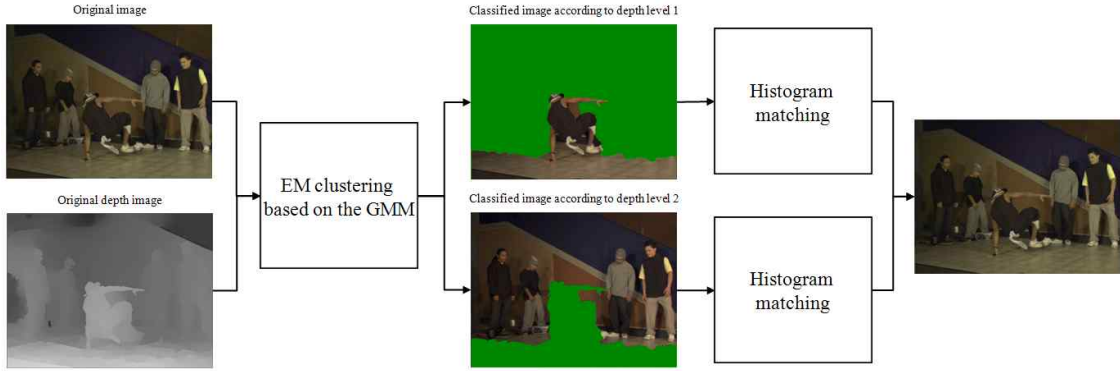 Original image
Original depth image
EM clustering
based on the GMM
Classified image according to depth level 1
Classified image according to depth level 2
Histogram
matching
Histogram
matching